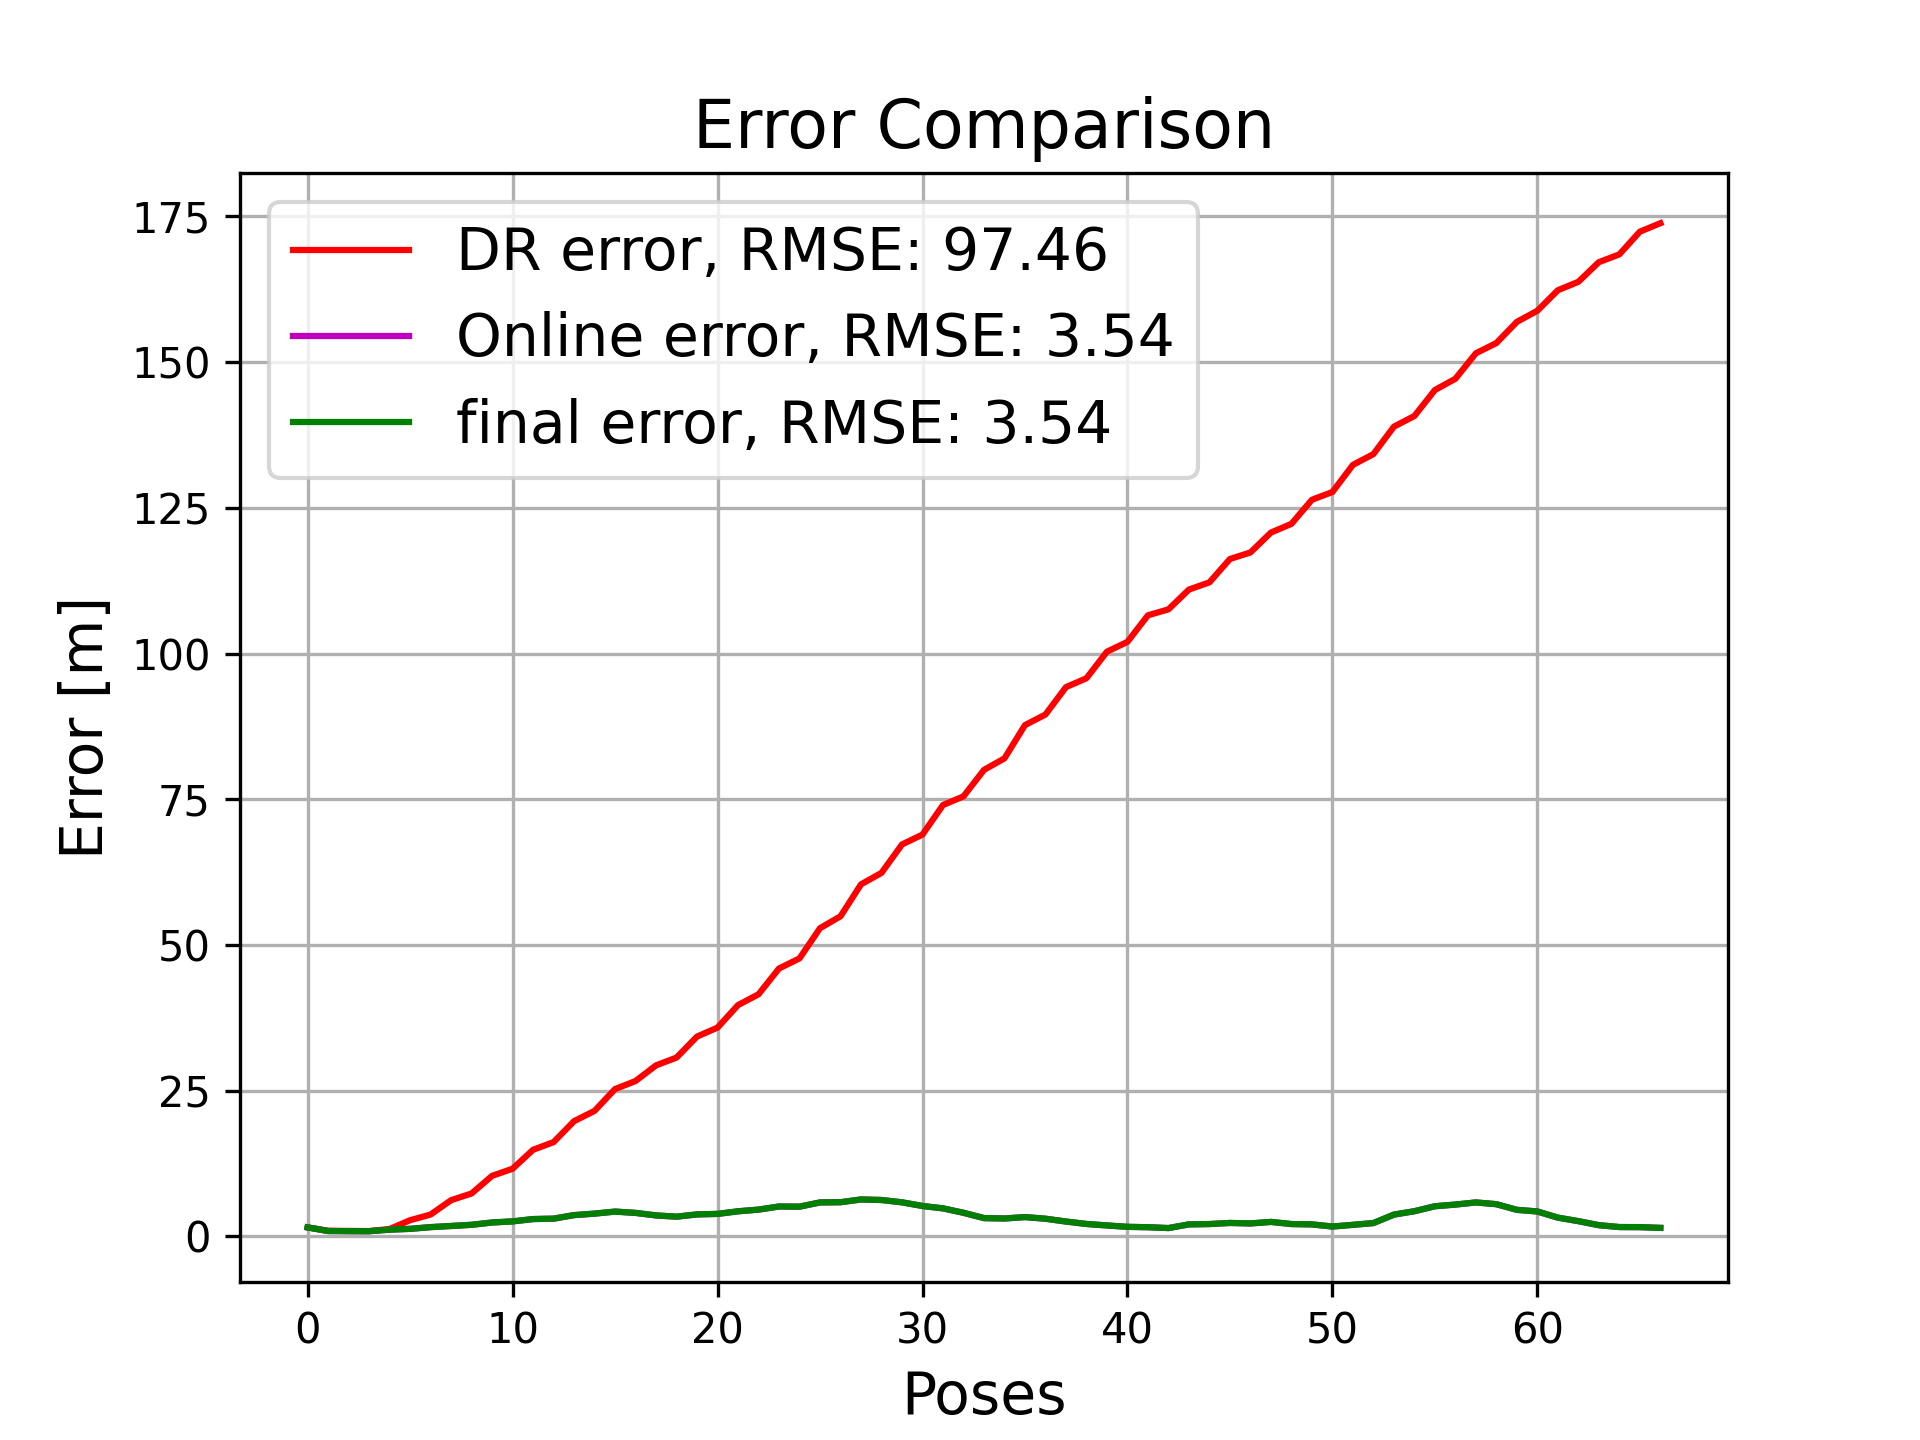 Error Comparison
DR error, RMSE: 97.46
Online error, RMSE: 3.54
final error, RMSE: 3.54
175
150
125
100
75
50
25
0
Error [m]
0 10 20 30 40 50 60
Poses